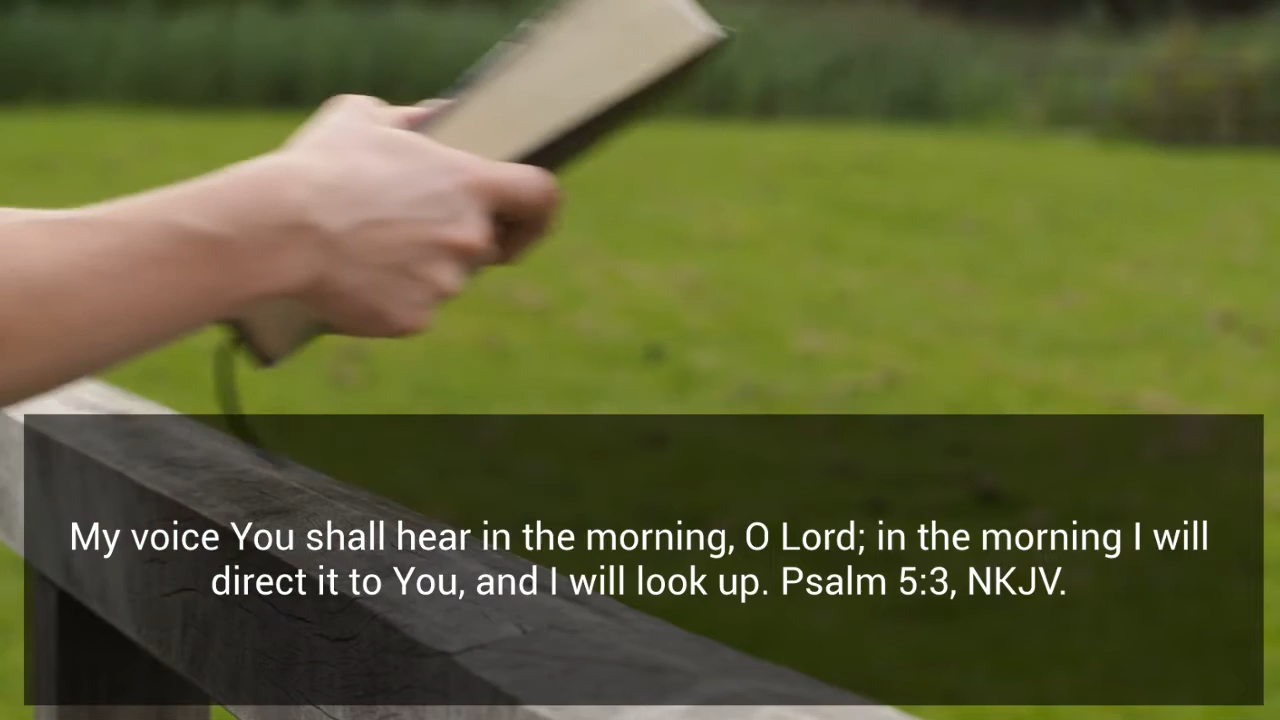 My voice You shall hear in the morning, O Lord; in the morning I will
direct it to You, and I will look up. Psalm 5:3, NKJV.